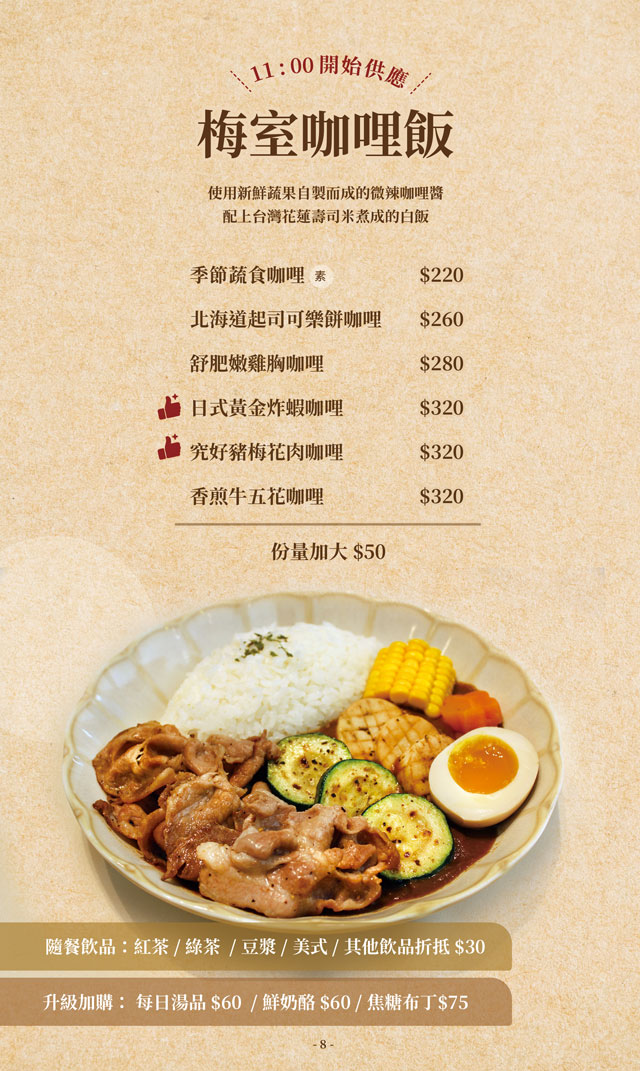 11:00 開始供應
梅室咖哩飯
使用新鮮蔬果自製而成的微辣咖哩醬
配上台灣花蓮壽司米煮成的白飯
季節蔬食咖哩 素 $220
北海道起司可樂餅咖哩 $260
舒肥嫩雞胸咖哩 $280
日式黃金炸蝦咖哩 $320
究好豬梅花肉咖哩 $320
香煎牛五花咖哩 $320
份量加大 $50
隨餐飲品：紅茶 / 綠茶 / 豆漿 / 美式 / 其他飲品折抵 $30
升級加購： 每日湯品 $60 / 鮮奶酪 $60 / 焦糖布丁$75
- 8 -